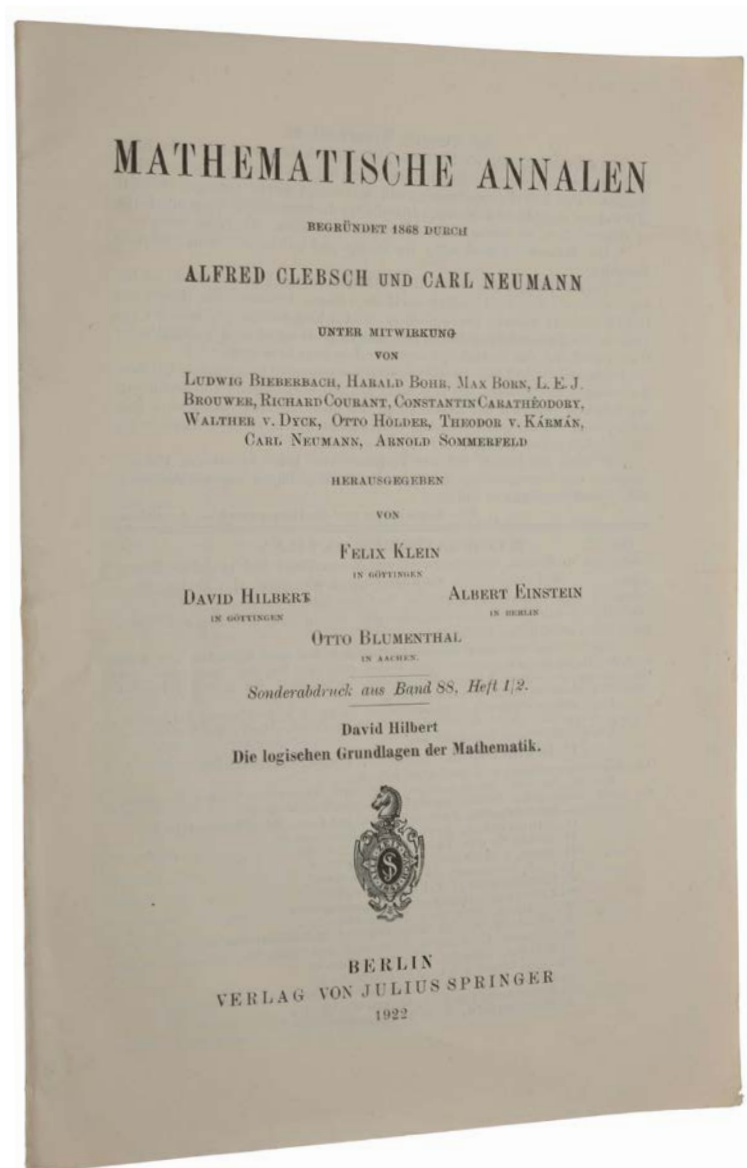 MATHEMATISCHE ANNALEN
BEGRÜNDET 1868 DURCH
ALFRED CLEBSCH UND CARL NEUMANN
UNTER MITWIRKUNG
VON
LUDWIG BIEBERBACH, HARALD BOHR, MAX BORN, L. E. J.
BROUWER, RICHARD COURANT, CONSTANTIN CARATHÉODORY,
WALTHER V. DYCK, OTTO HÖLDER, THEODOR V. KÁRMÁN,
CARL NEUMANN, ARNOLD SOMMERFELD
HERAUSGEGEBEN
VON
FELIX KLEIN
IN GÖTTINGEN
DAVID HILBERT ALBERT EINSTEIN
IN GÖTTINGEN IN BERLIN
OTTO BLUMENTHAL
IN AACHEN.
Sonderabdruck aus Band 88, Heft 1/2.
David Hilbert
Die logischen Grundlagen der Mathematik.
BERLIN
VERLAG VON JULIUS SPRINGER
1922